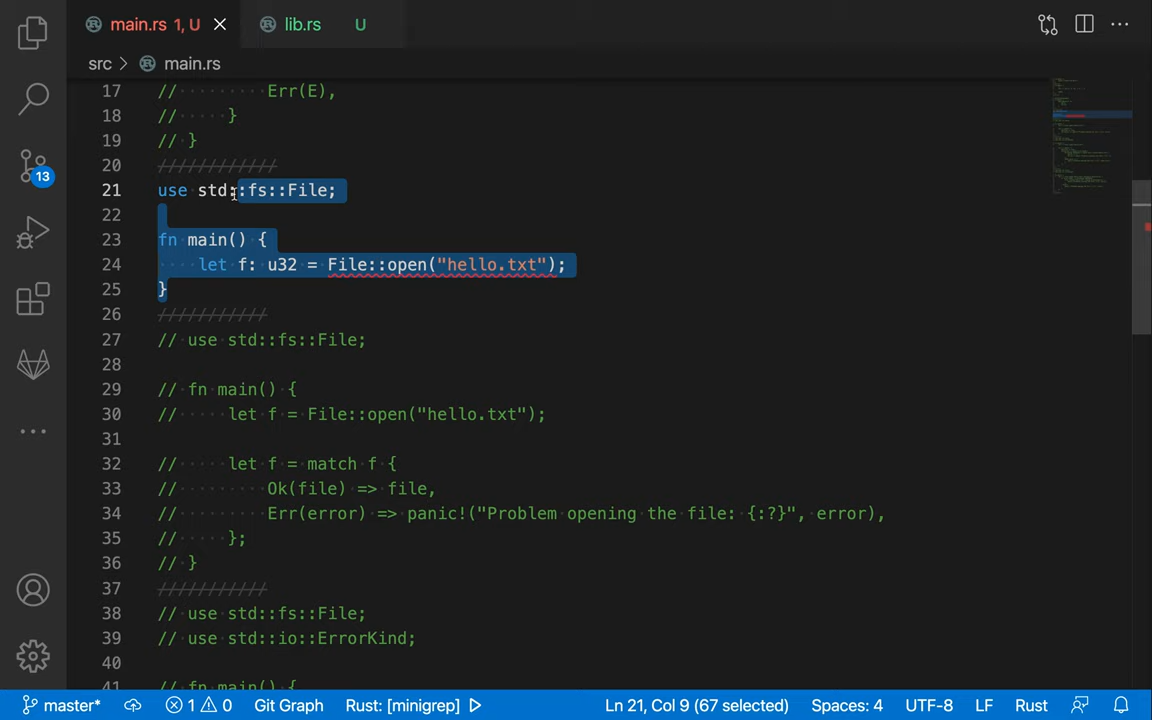 main.rs 1, U
lib.rs U
src > main.rs
17 //         Err(E),
18 //     }
19 // }
20 ////////////
21 use std::fs::File;
22
23 fn main() {
24     let f: u32 = File::open("hello.txt");
25 }
26 ///////////
27 // use std::fs::File;
28
29 // fn main() {
30 //     let f = File::open("hello.txt");
31
32 //     let f = match f {
33 //         Ok(file) => file,
34 //         Err(error) => panic!("Problem opening the file: {:?}", error),
35 //     };
36 // }
37 ///////////
38 // use std::fs::File;
39 // use std::io::ErrorKind;
40
41 // fn main() {
13
master* 1 0 Git Graph Rust: [minigrep] Ln 21, Col 9 (67 selected) Spaces: 4 UTF-8 LF Rust